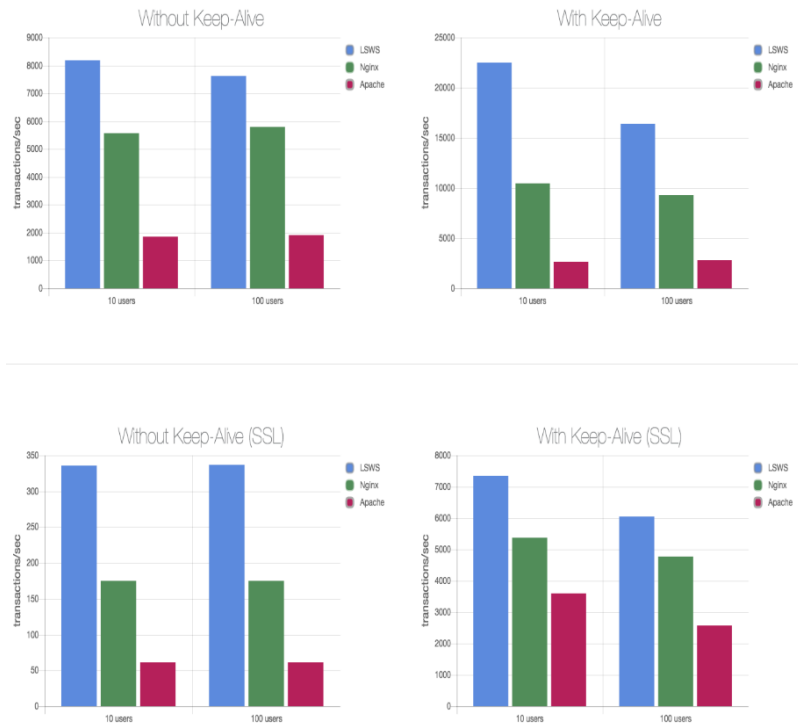 Without Keep-Alive
9000
8000
7000
6000
5000
4000
3000
2000
1000
0
transactions/sec
10 users
100 users
LSWS
Nginx
Apache
With Keep-Alive
25000
20000
15000
10000
5000
0
transactions/sec
10 users
100 users
LSWS
Nginx
Apache
Without Keep-Alive (SSL)
350
300
250
200
150
100
50
0
transactions/sec
10 users
100 users
LSWS
Nginx
Apache
With Keep-Alive (SSL)
8000
7000
6000
5000
4000
3000
2000
1000
0
transactions/sec
10 users
100 users
LSWS
Nginx
Apache